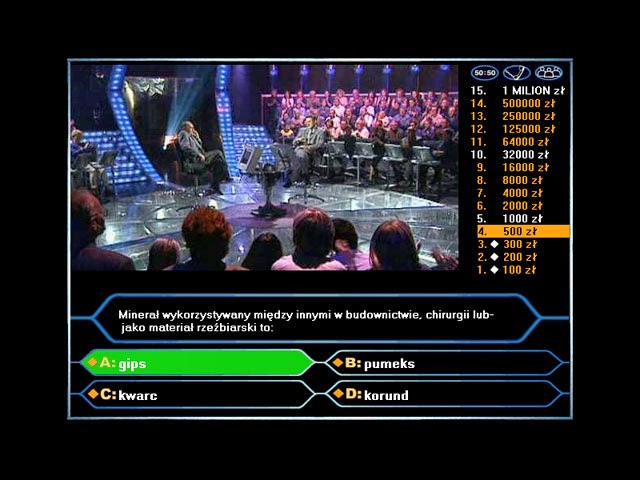 50:50
15. 1 MILION zł
14. 500000 zł
13. 250000 zł
12. 125000 zł
11. 64000 zł
10. 32000 zł
9. 16000 zł
8. 8000 zł
7. 4000 zł
6. 2000 zł
5. 1000 zł
4. 500 zł
3. ◆ 300 zł
2. ◆ 200 zł
1. ◆ 100 zł
Minerał wykorzystywany między innymi w budownictwie, chirurgii lub-
jako materiał rzeźbiarski to:
◆ A: gips
◆ B: pumeks
◆ C: kwarc
◆ D: korund